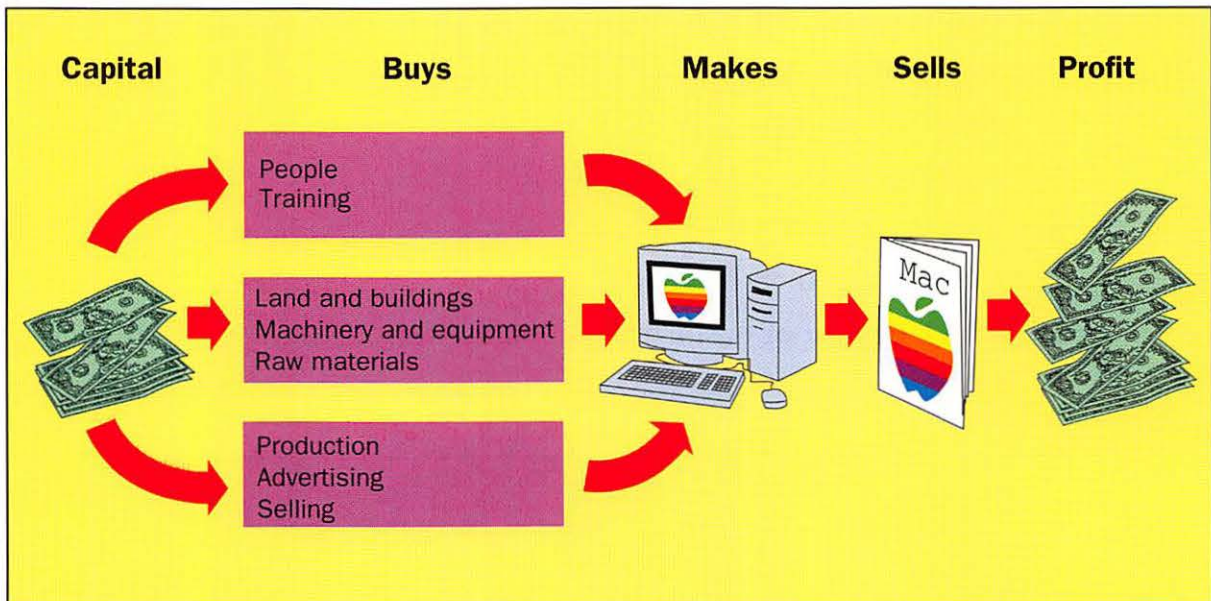 Capital Buys Makes Sells Profit
People
Training
Land and buildings
Machinery and equipment
Raw materials
Production
Advertising
Selling
Mac